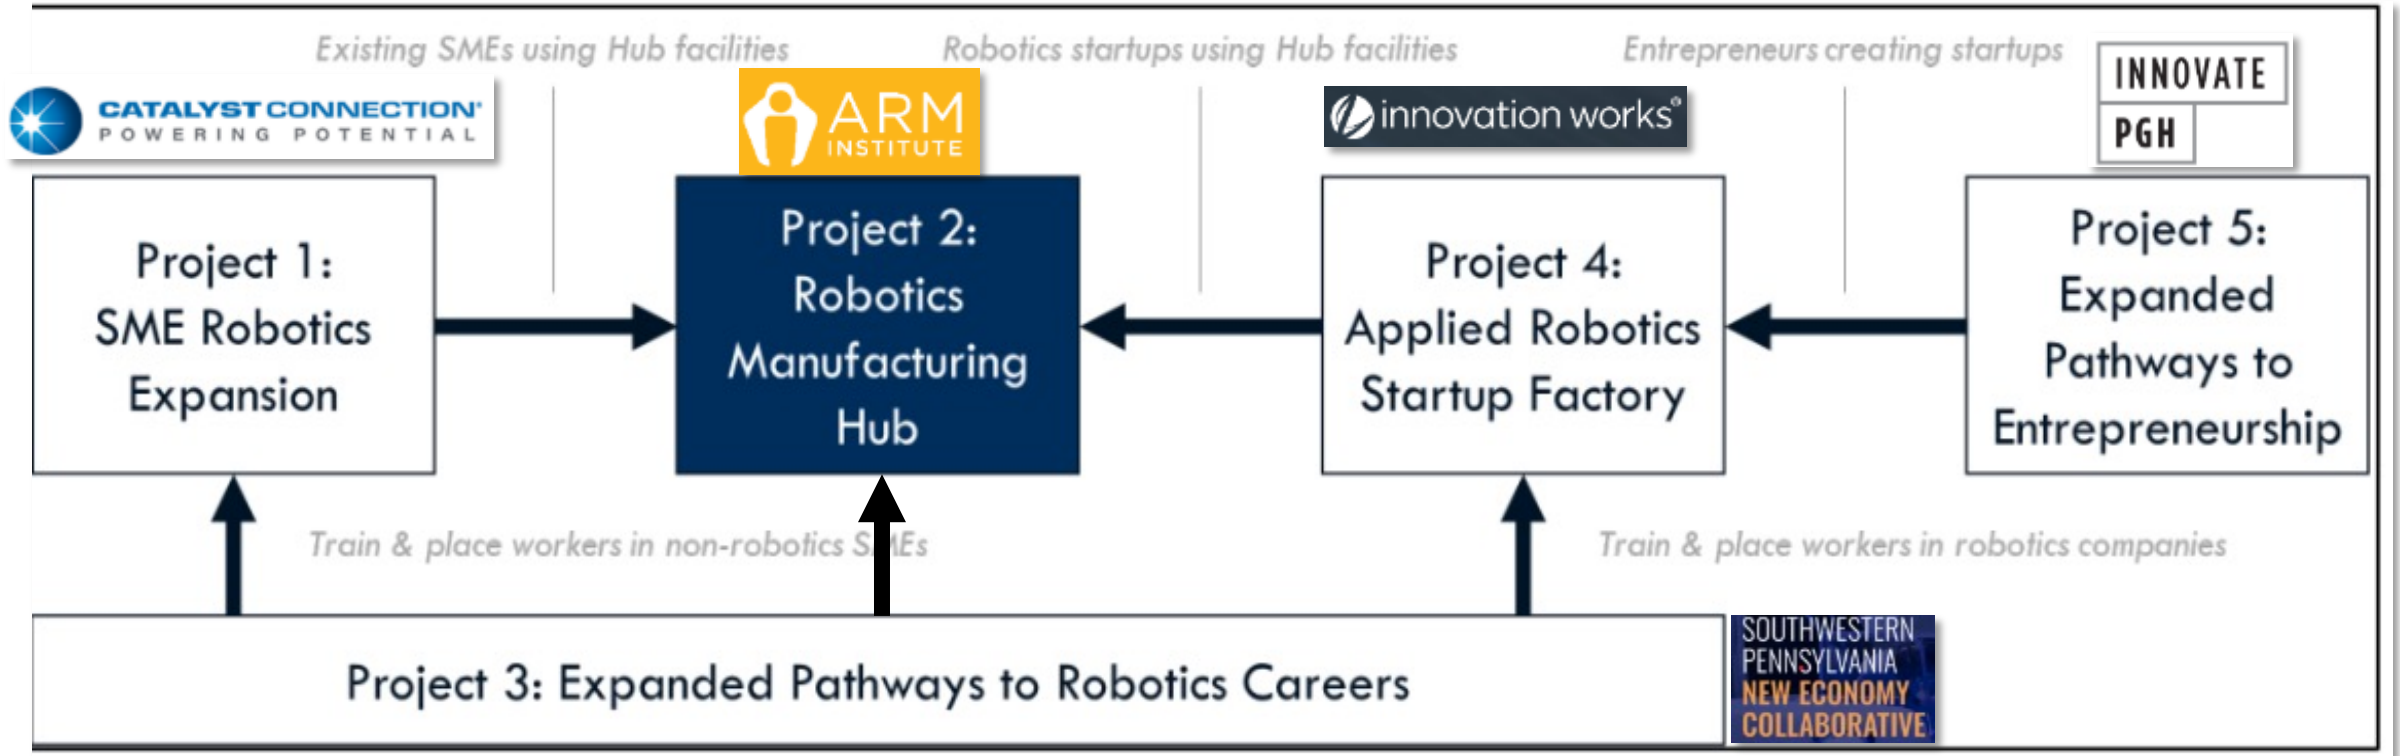 Existing SMEs using Hub facilities
Robotics startups using Hub facilities
Entrepreneurs creating startups
CATALYST CONNECTION®
POWERING POTENTIAL
ARM
INSTITUTE
innovation works®
INNOVATE
PGH
Project 1:
SME Robotics
Expansion
Project 2:
Robotics
Manufacturing
Hub
Project 4:
Applied Robotics
Startup Factory
Project 5:
Expanded
Pathways to
Entrepreneurship
Train & place workers in non-robotics SMEs
Train & place workers in robotics companies
Project 3: Expanded Pathways to Robotics Careers
SOUTHWESTERN
PENNSYLVANIA
NEW ECONOMY
COLLABORATIVE